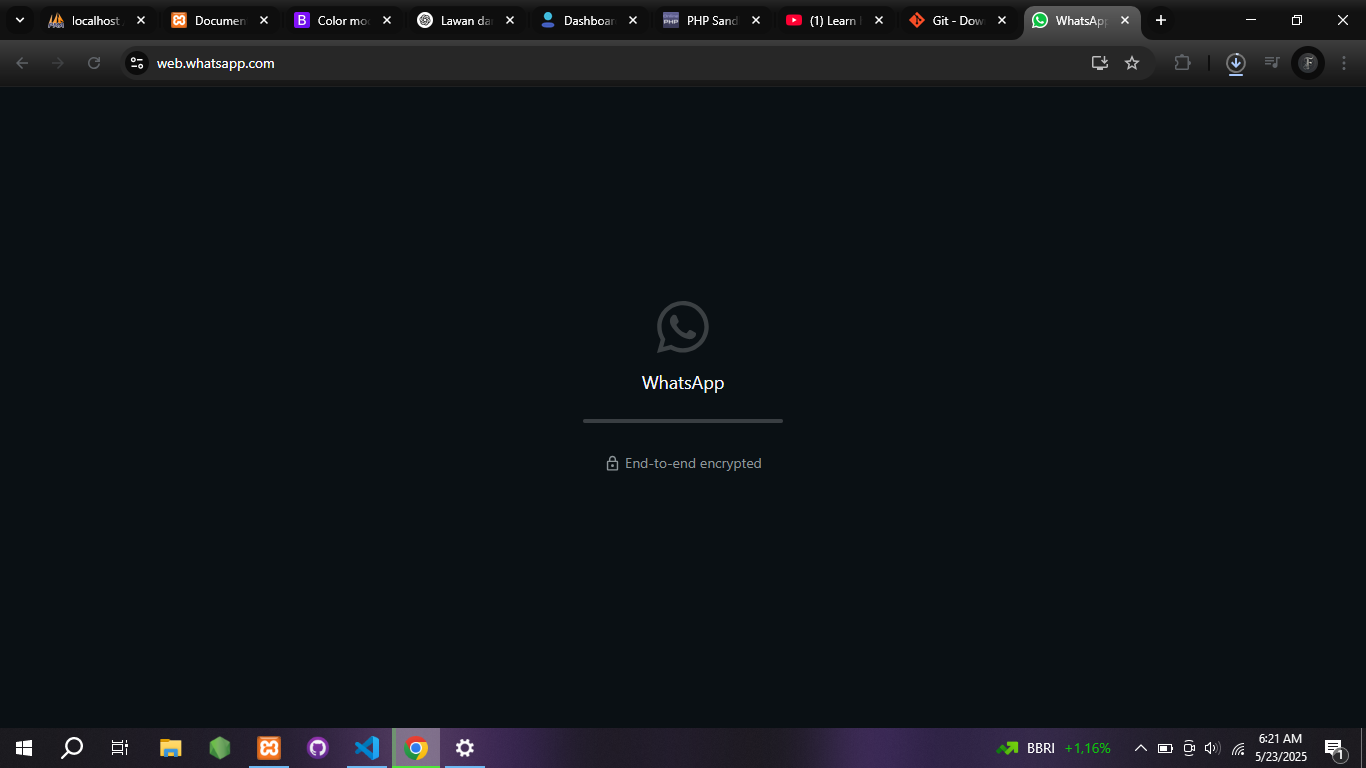 localhost
Documen
Color mo
Lawan da
Dashboar
PHP Sand
(1) Learn
Git - Dow
WhatsApp
web.whatsapp.com
WhatsApp
End-to-end encrypted
BBRI +1,16%
6:21 AM
5/23/2025
1